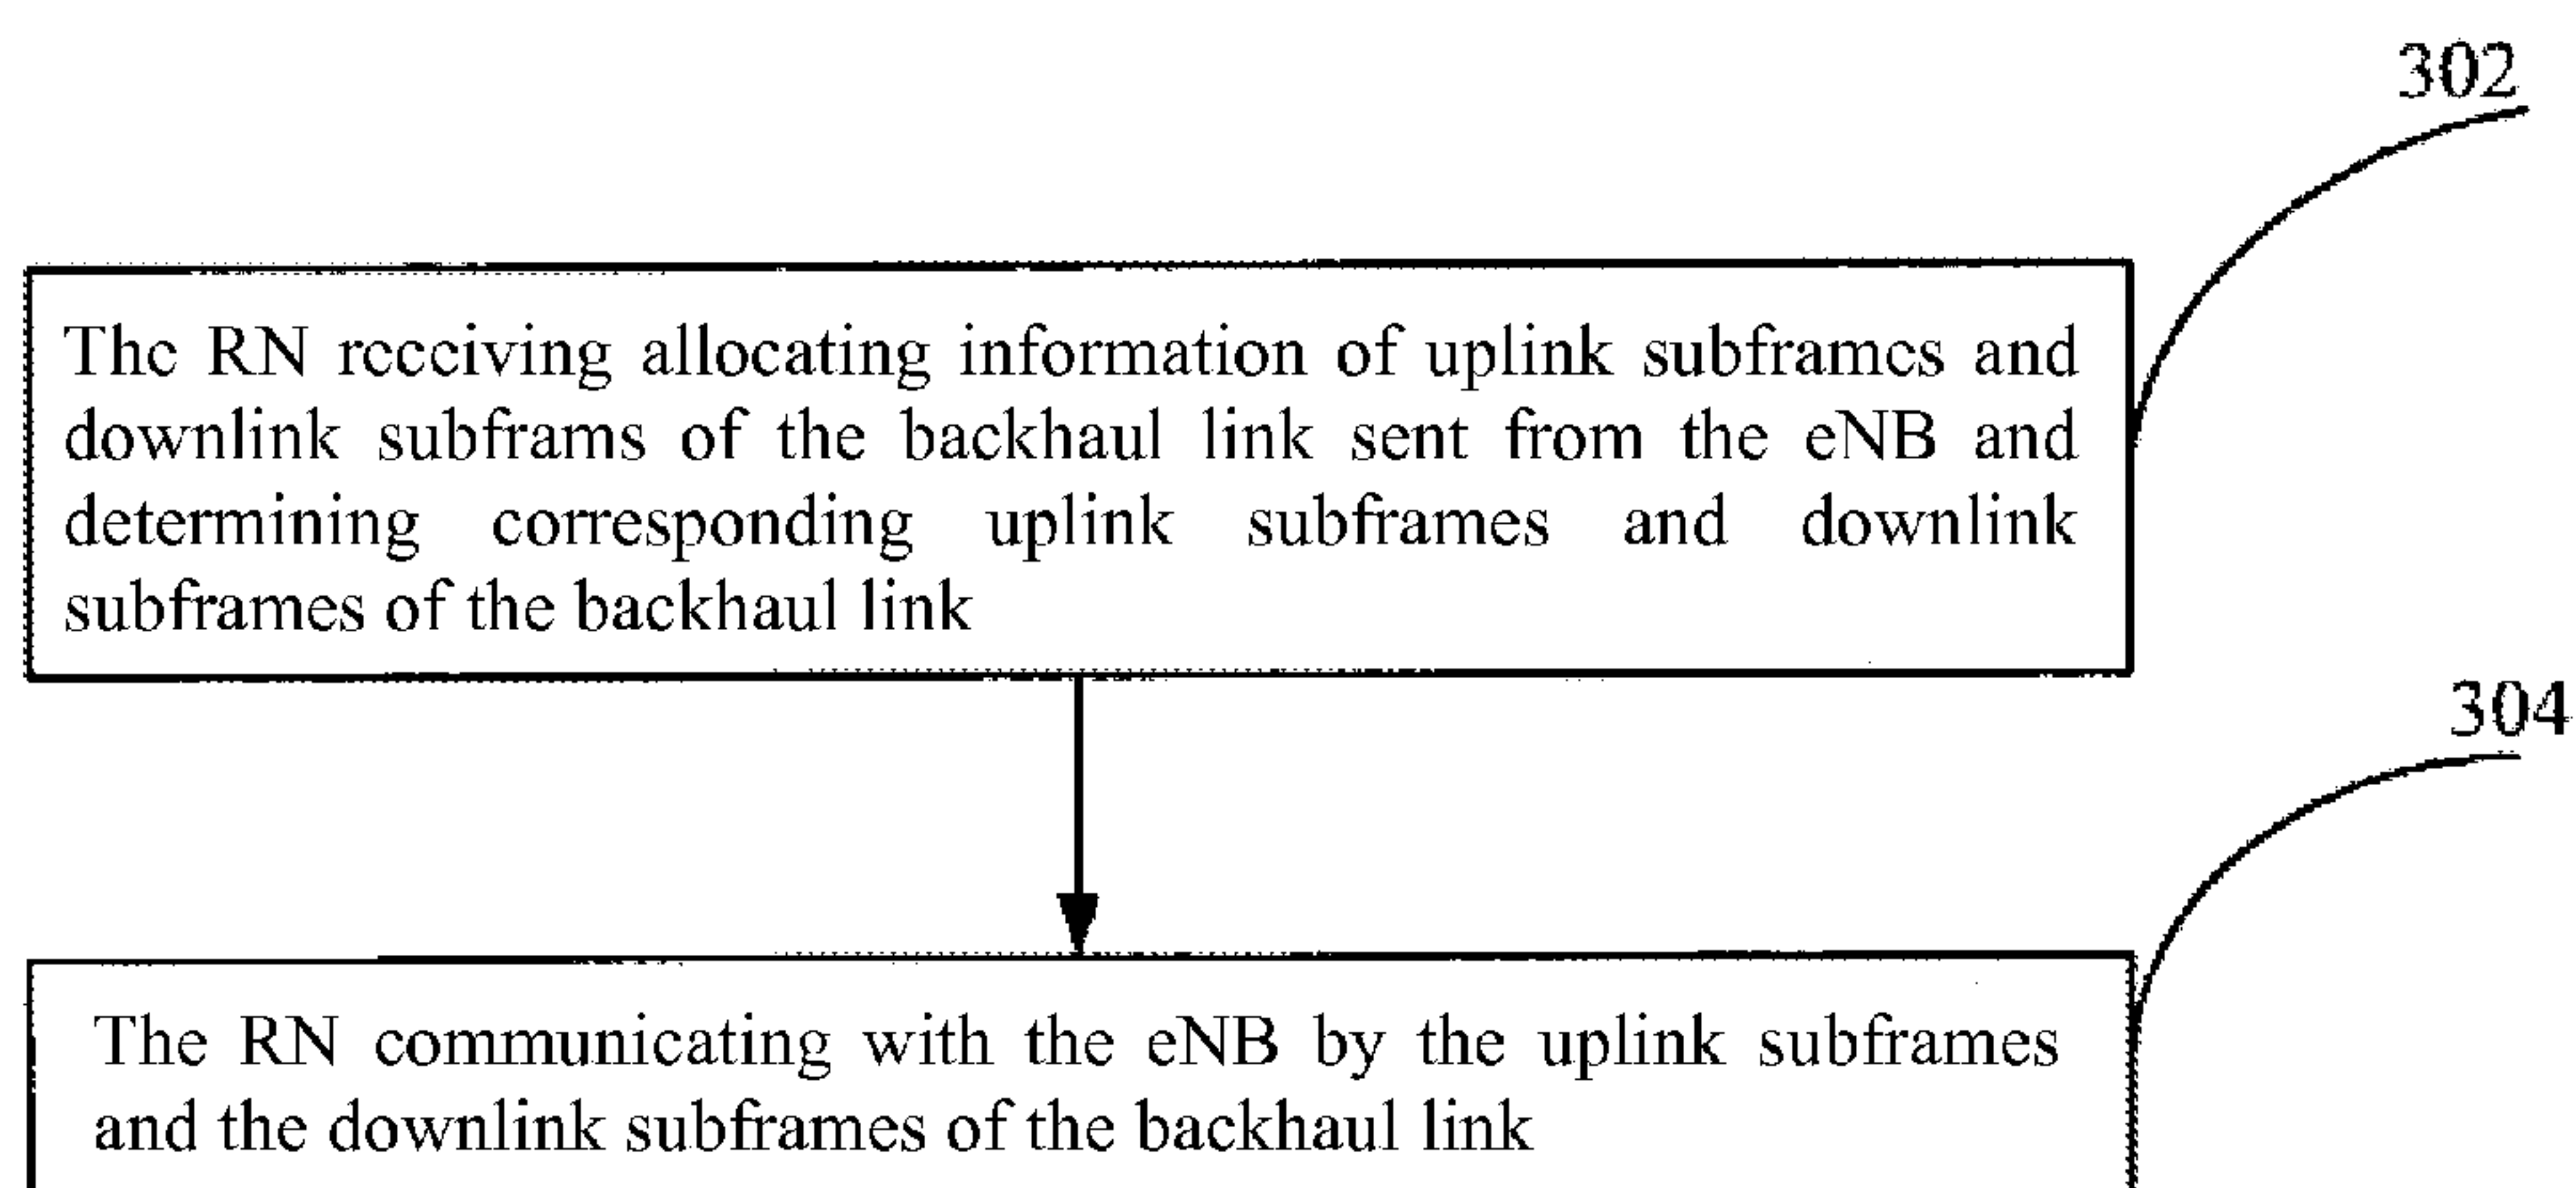 302
The RN receiving allocating information of uplink subframes and
downlink subframs of the backhaul link sent from the eNB and
determining corresponding uplink subframes and downlink
subframes of the backhaul link
304
The RN communicating with the eNB by the uplink subframes
and the downlink subframes of the backhaul link